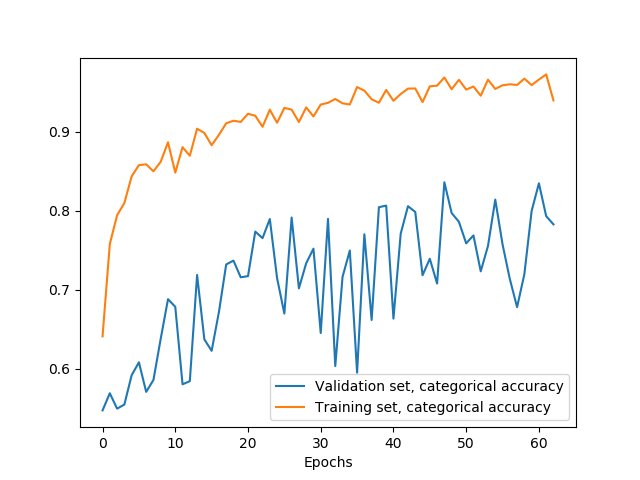 0.9
0.8
0.7
0.6
Validation set, categorical accuracy
Training set, categorical accuracy
0 10 20 30 40 50 60
Epochs